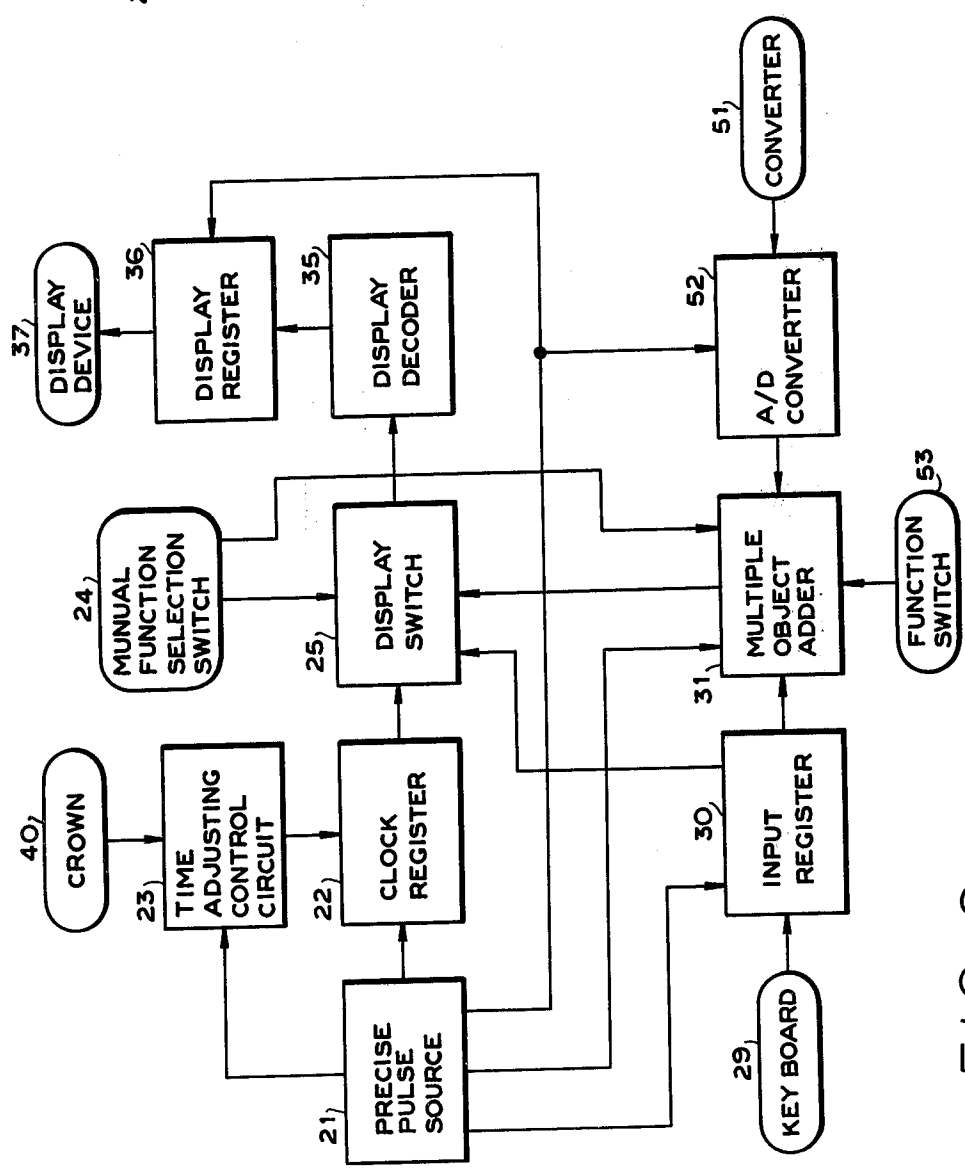 40
CROWN
23
TIME
ADJUSTING
CONTROL
CIRCUIT
21
PRECISE
PULSE
SOURCE
22
CLOCK
REGISTER
24
MUNUAL
FUNCTION
SELECTION
SWITCH
25
DISPLAY
SWITCH
37
DISPLAY
DEVICE
36
DISPLAY
REGISTER
35
DISPLAY
DECODER
29
KEY BOARD
30
INPUT
REGISTER
31
MULTIPLE
OBJECT
ADDER
53
FUNCTION
SWITCH
52
A/D
CONVERTER
51
CONVERTER